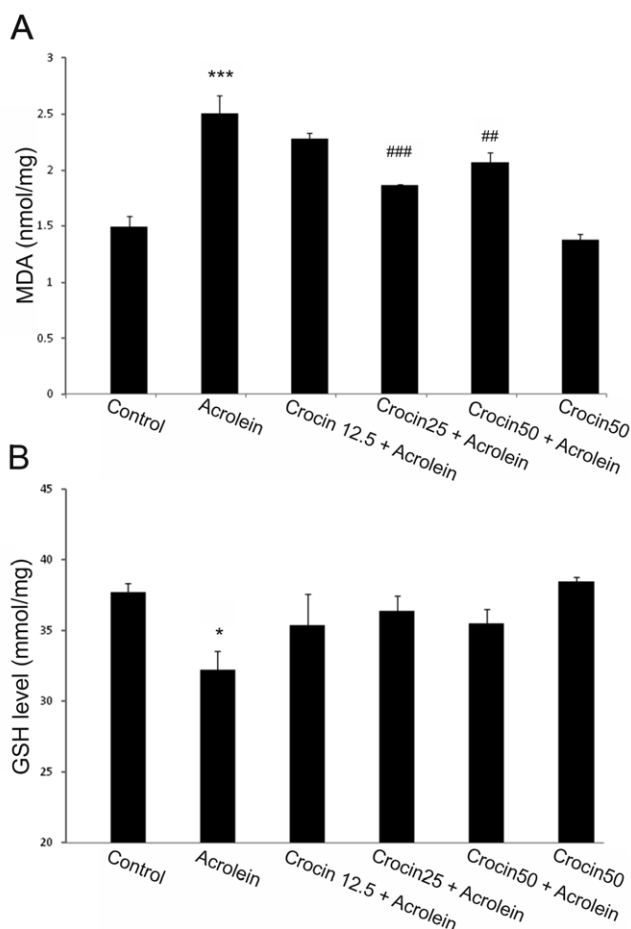 A
3
2.5
2
1.5
1
0.5
0
MDA (nmol/mg)
***
###
##
Control
Acrolein
Crocin 12.5 + Acrolein
Crocin25 + Acrolein
Crocin50 + Acrolein
Crocin50
B
45
40
35
30
25
20
GSH level (mmol/mg)
*
Control
Acrolein
Crocin 12.5 + Acrolein
Crocin25 + Acrolein
Crocin50 + Acrolein
Crocin50